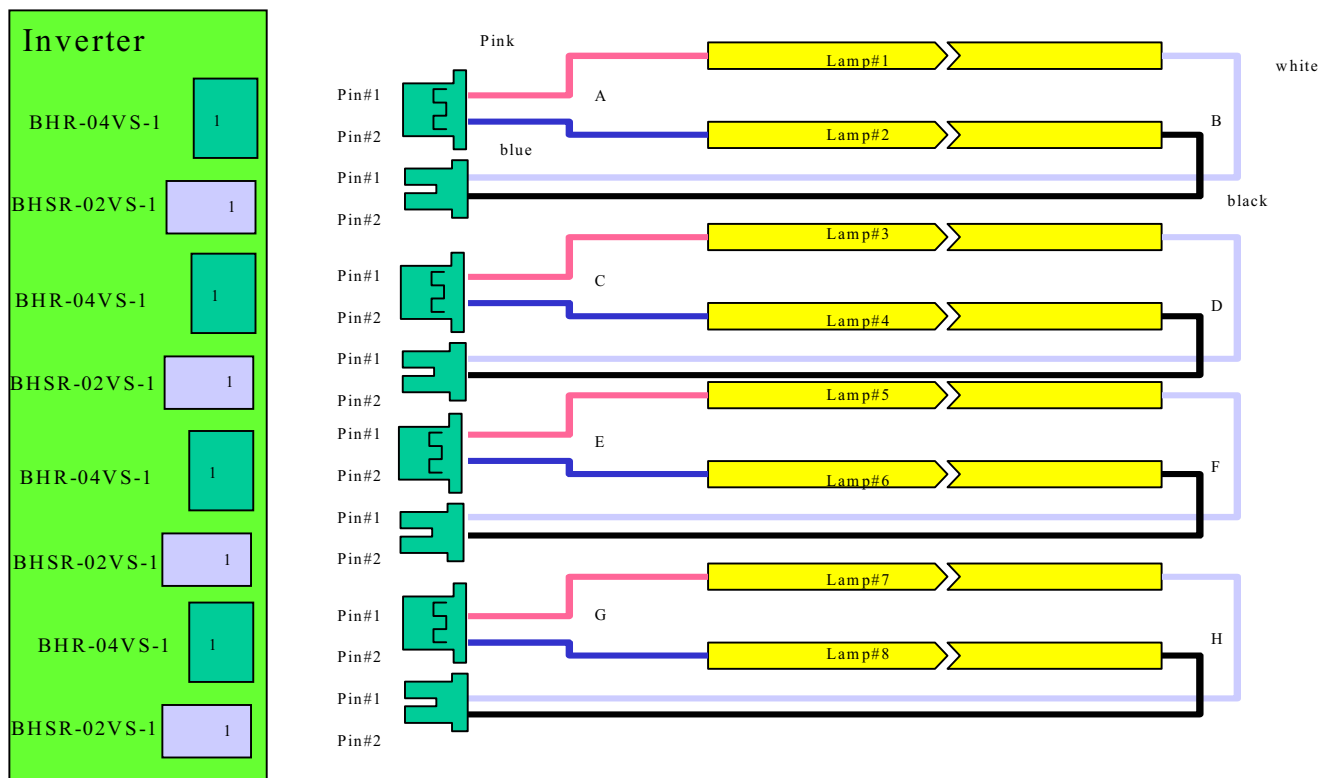 Inverter
BHR-04VS-1
1
BHSR-02VS-1
1
BHR-04VS-1
1
BHSR-02VS-1
1
BHR-04VS-1
1
BHSR-02VS-1
1
BHR-04VS-1
1
BHSR-02VS-1
1
Pink
Lamp#1
white
Pin#1
A
Pin#2
Lamp#2
B
blue
Pin#1
black
Pin#2
Lamp#3
Pin#1
C
Pin#2
Lamp#4
D
Pin#1
Pin#2
Lamp#5
Pin#1
E
Pin#2
Lamp#6
F
Pin#1
Pin#2
Lamp#7
Pin#1
G
Pin#2
Lamp#8
H
Pin#1
Pin#2